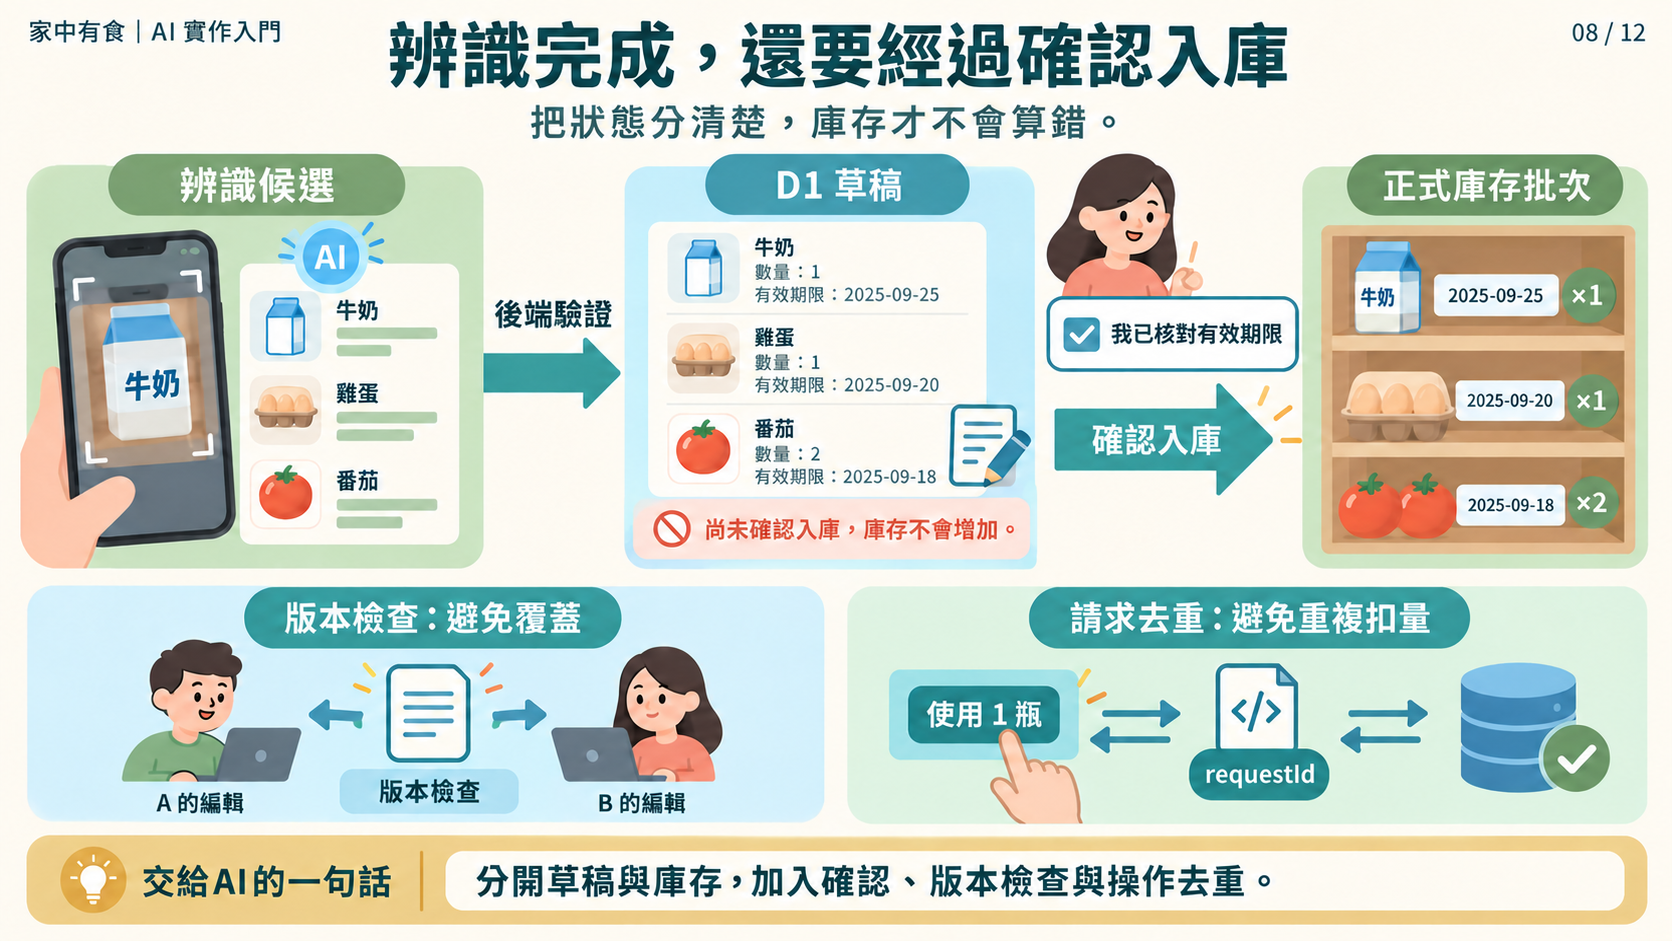 家中有食｜AI 實作入門
08 / 12
辨識完成，還要經過確認入庫
把狀態分清楚，庫存才不會算錯。
辨識候選
牛奶
AI
牛奶
雞蛋
番茄
後端驗證
D1 草稿
牛奶
數量：1
有效期限：2025-09-25
雞蛋
數量：1
有效期限：2025-09-20
番茄
數量：2
有效期限：2025-09-18
尚未確認入庫，庫存不會增加。
我已核對有效期限
確認入庫
正式庫存批次
牛奶
2025-09-25
×1
2025-09-20
×1
2025-09-18
×2
版本檢查：避免覆蓋
A 的編輯
版本檢查
B 的編輯
請求去重：避免重複扣量
使用 1 瓶
</>
requestId
交給AI的一句話
分開草稿與庫存，加入確認、版本檢查與操作去重。